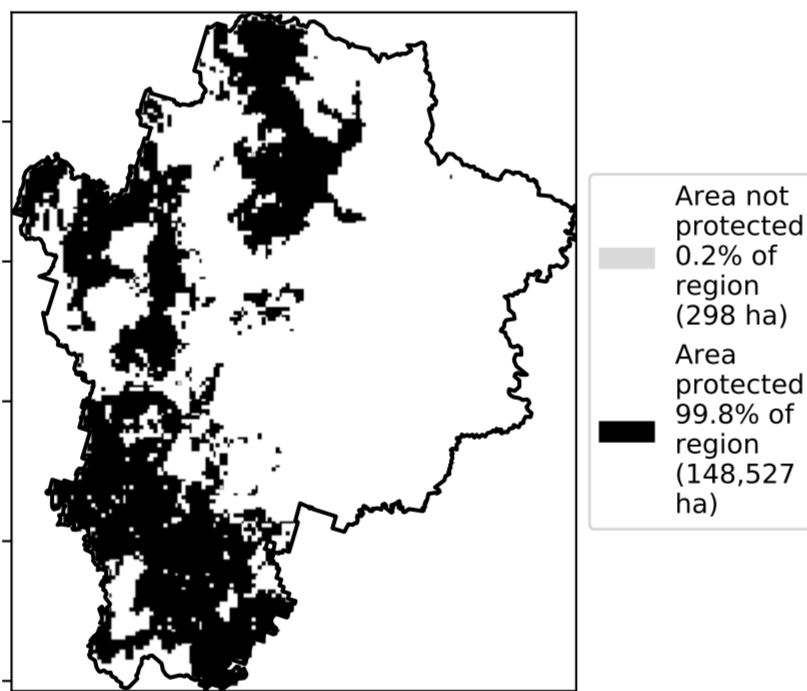 Area not
protected
0.2% of
region
(298 ha)
Area
protected
99.8% of
region
(148,527
ha)